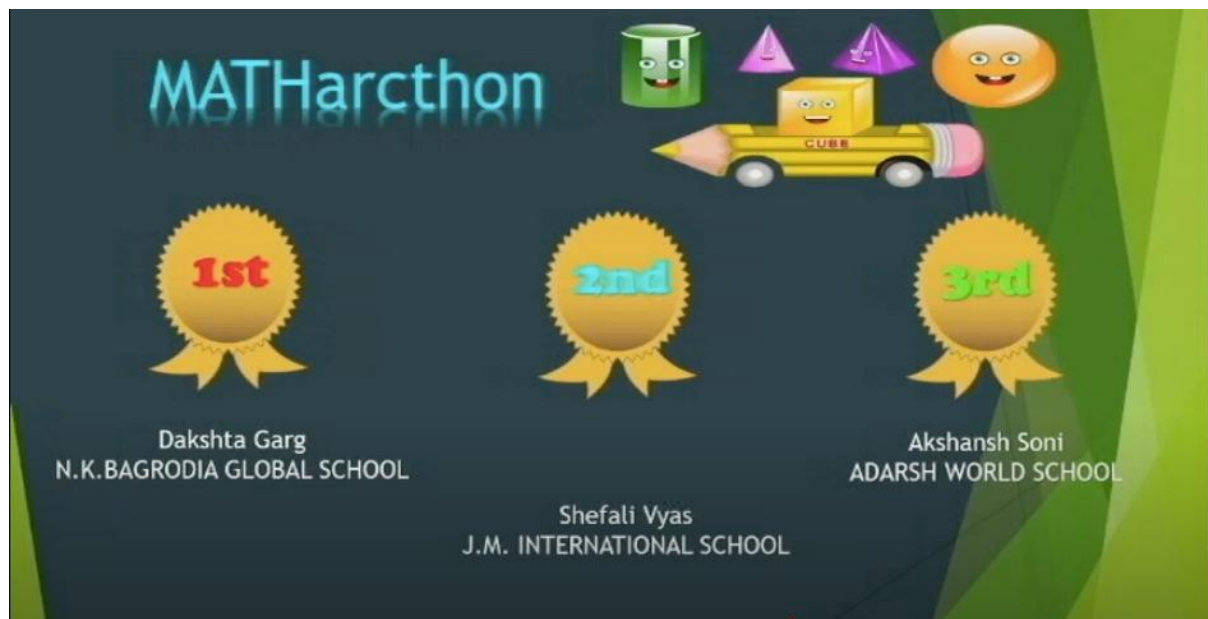 MATHarcthon
CUBE
1st
2nd
3rd
Dakshta Garg
N.K.BAGRODIA GLOBAL SCHOOL
Shefali Vyas
J.M. INTERNATIONAL SCHOOL
Akshansh Soni
ADARSH WORLD SCHOOL